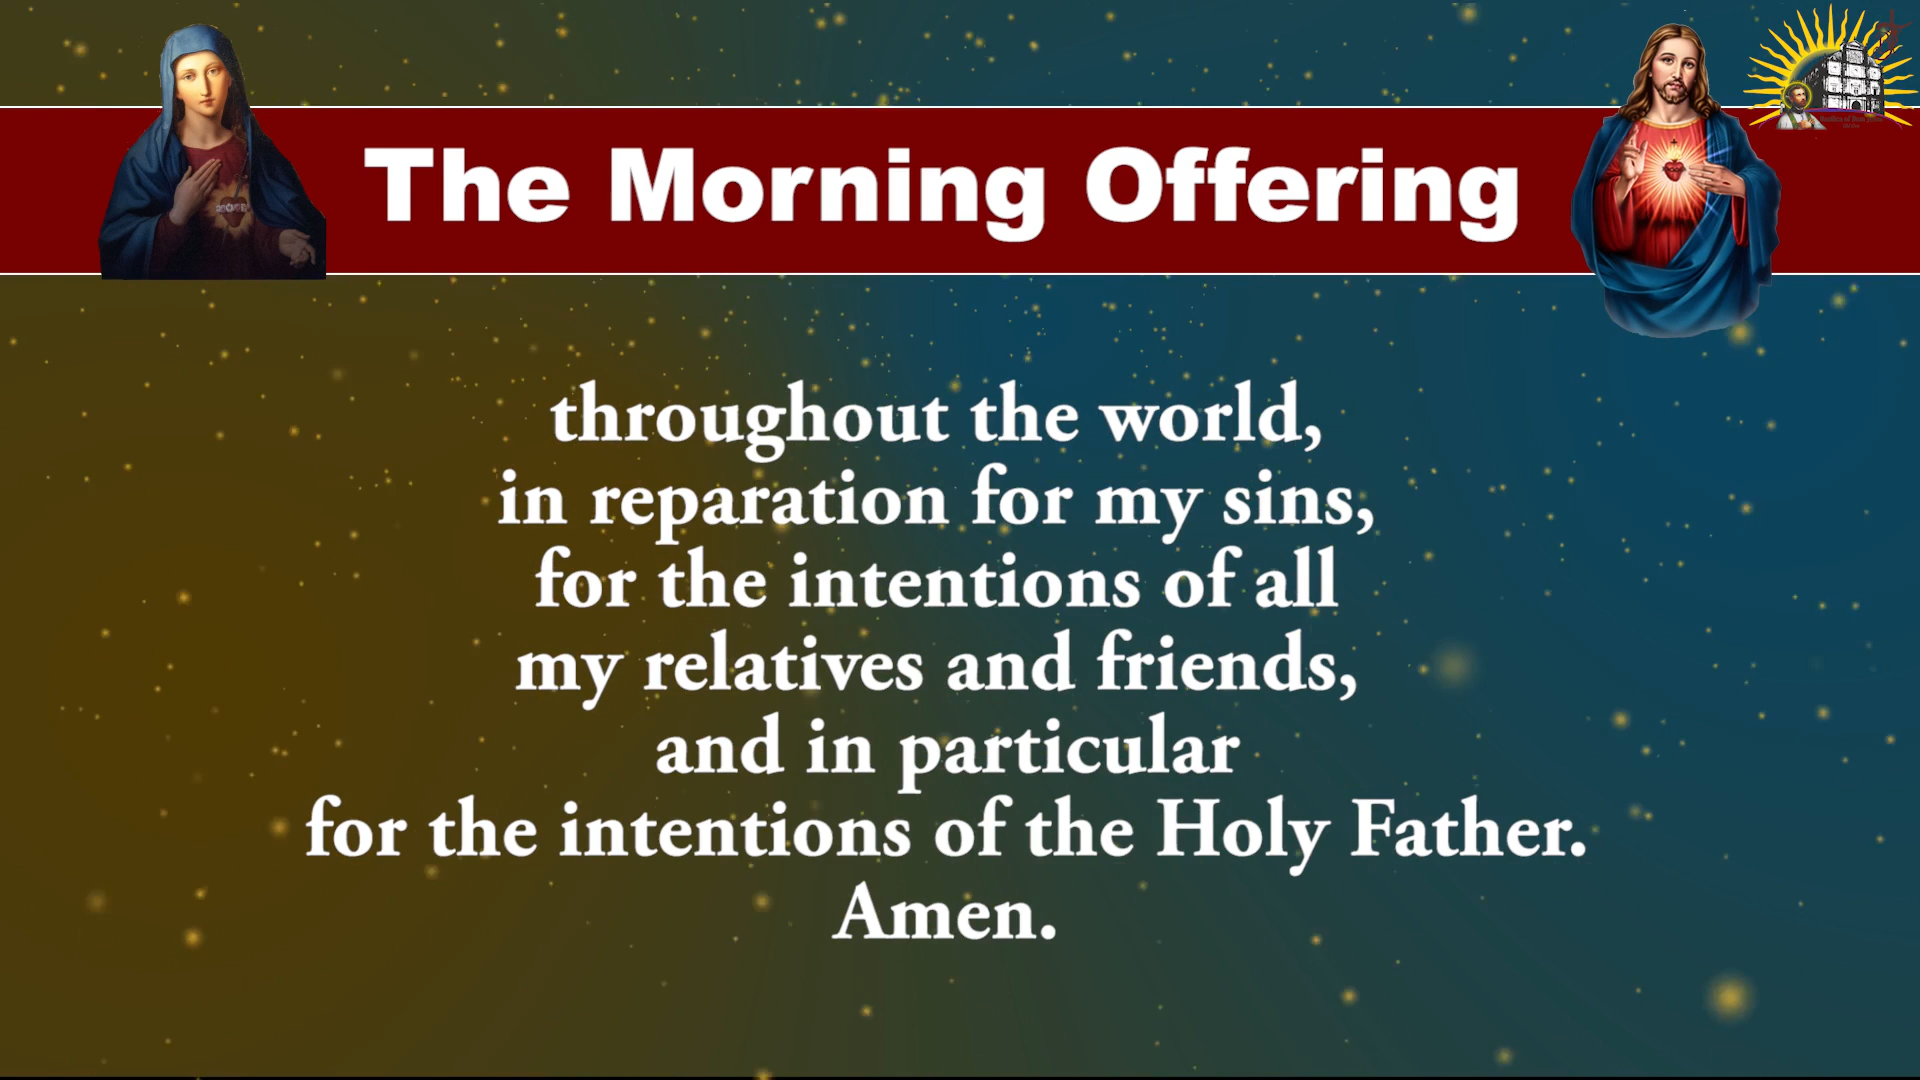 The Morning Offering
throughout the world,
in reparation for my sins,
for the intentions of all
my relatives and friends,
and in particular
for the intentions of the Holy Father.
Amen.